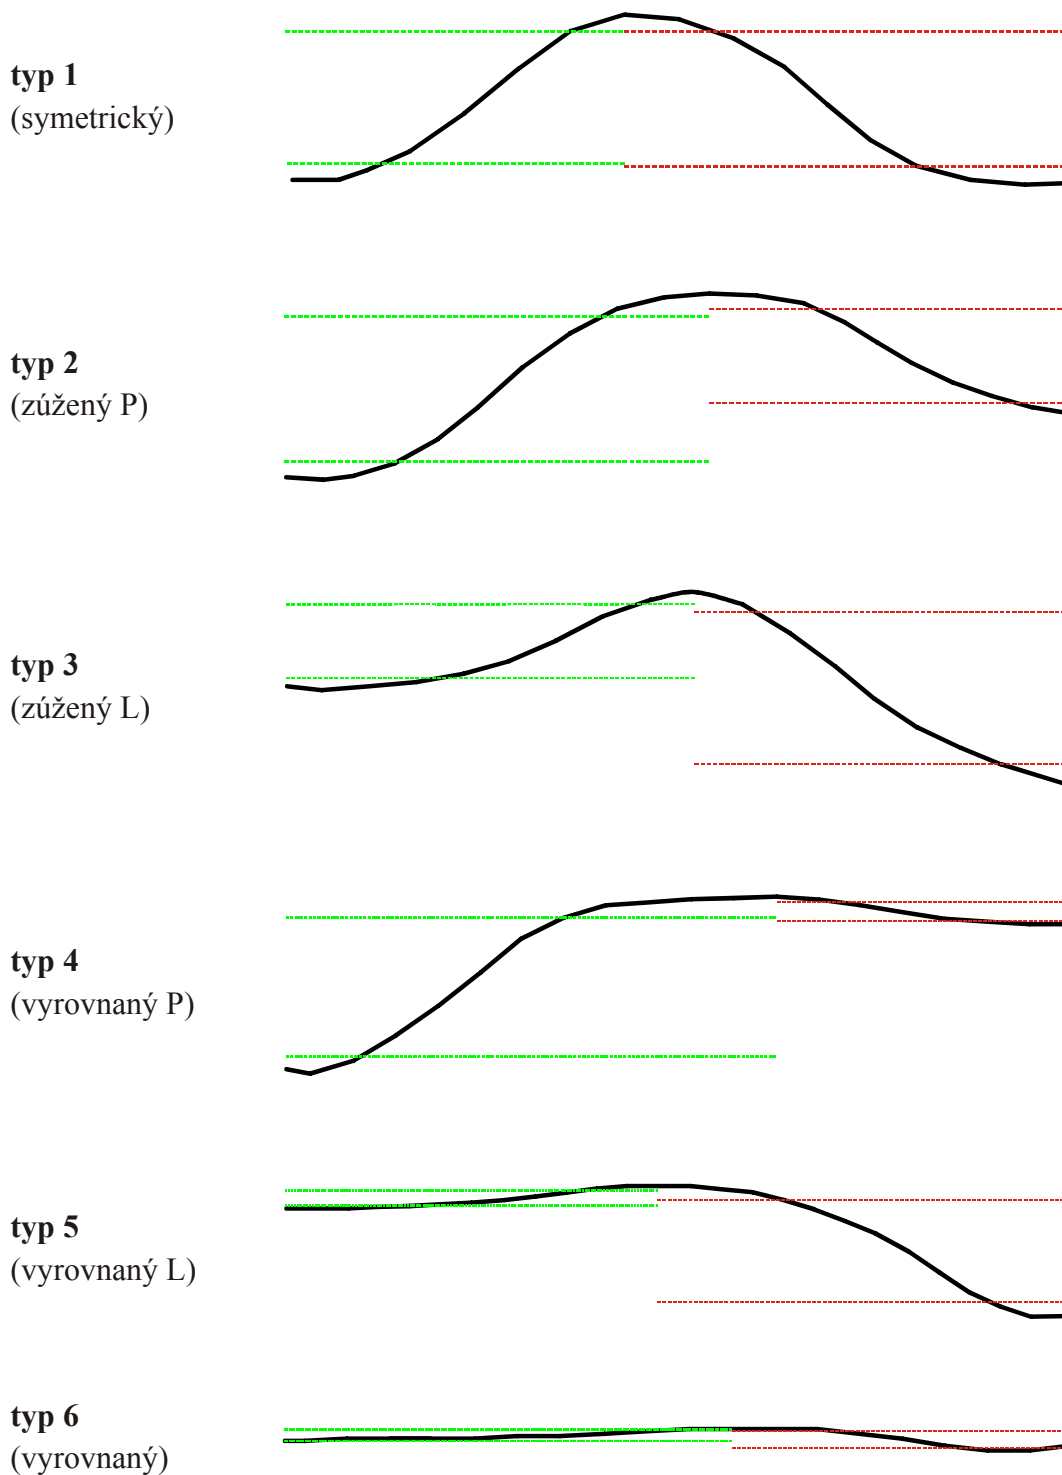 typ 1
(symetrický)
typ 2
(zúžený P)
typ 3
(zúžený L)
typ 4
(vyrovnaný P)
typ 5
(vyrovnaný L)
typ 6
(vyrovnaný)